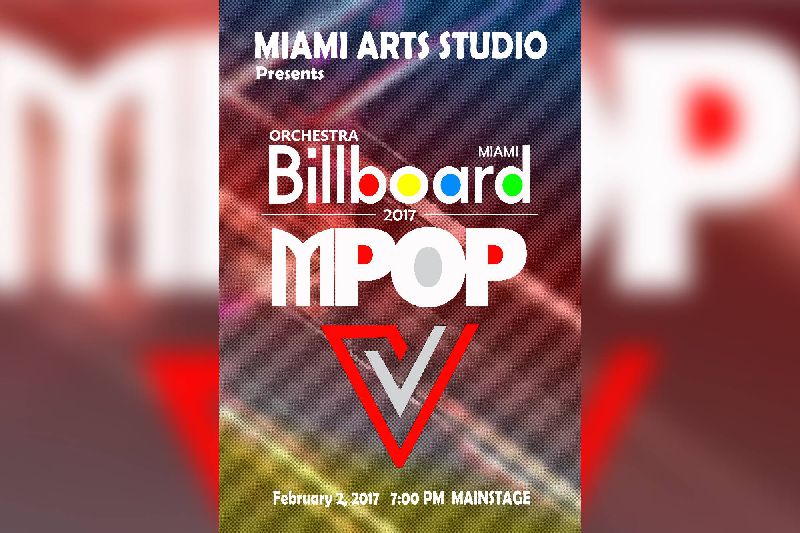 MIAMI ARTS STUDIO
Presents
ORCHESTRA
MIAMI
Billboard
2017
MPOP
V
February 2, 2017 7:00 PM MAINSTAGE